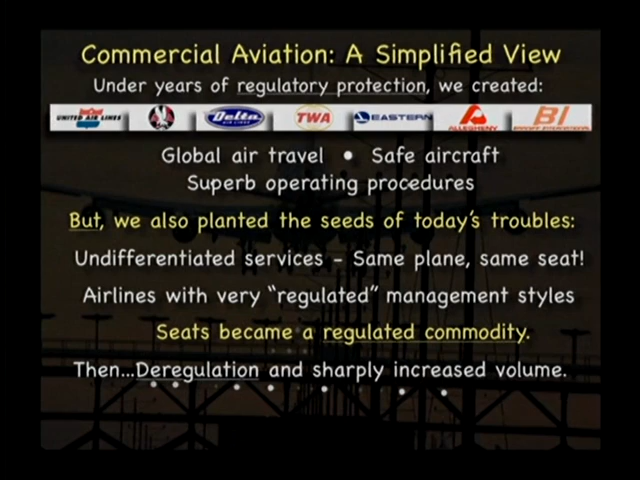 Commercial Aviation: A Simplified View
Under years of regulatory protection, we created:
UNITED AIR LINES Delta AIR LINES TWA EASTERN ALLEGHENY BI
Global air travel • Safe aircraft
Superb operating procedures
But, we also planted the seeds of today's troubles:
Undifferentiated services – Same plane, same seat!
Airlines with very “regulated” management styles
Seats became a regulated commodity.
Then...Deregulation and sharply increased volume.